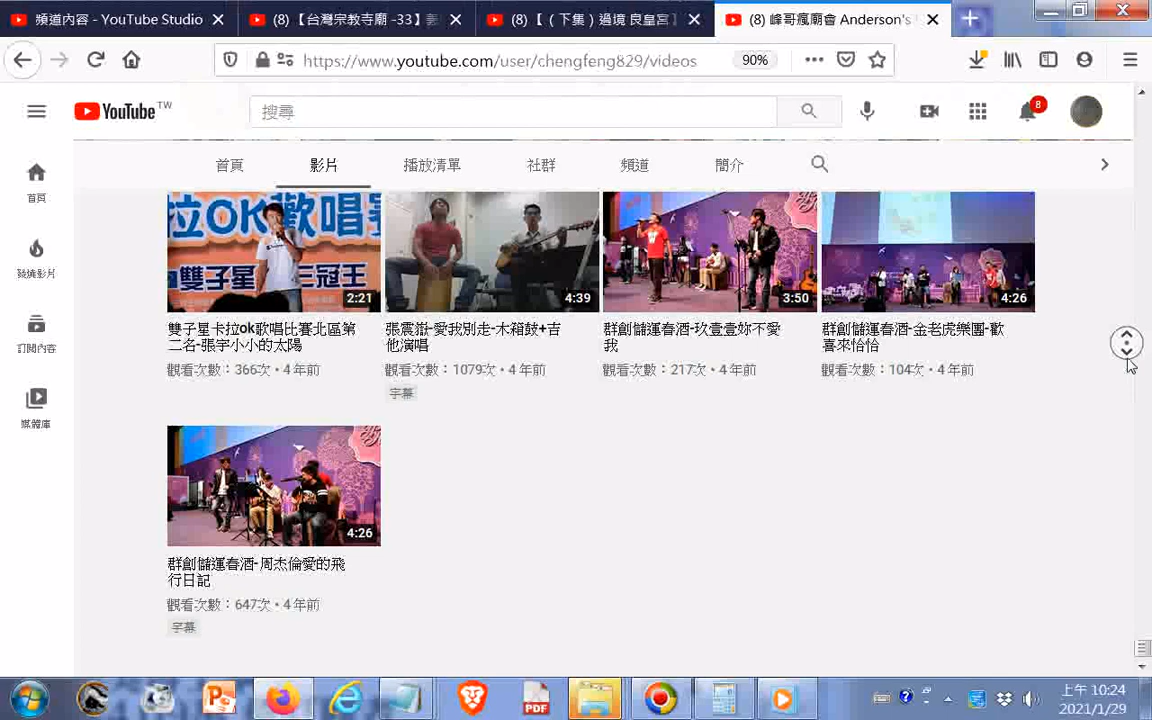 頻道內容 - YouTube Studio
(8) 【台灣宗教寺廟 -33】
(8) 【（下集）過境 良皇宮】
(8) 峰哥瘋廟會 Anderson's
https://www.youtube.com/user/chengfeng829/videos
90%
YouTube TW
搜尋
8
首頁
影片
播放清單
社群
頻道
簡介
首頁
發燒影片
訂閱內容
媒體庫
拉OK歡唱賽
雙子星
三冠王
2:21
4:39
3:50
4:26
雙子星卡拉ok歌唱比賽北區第
二名-張宇小小的太陽
觀看次數：366次 • 4 年前
張震嶽-愛我別走-木箱鼓+吉
他演唱
觀看次數：1079次 • 4 年前
字幕
群創儲運春酒-玖壹壹妳不愛
我
觀看次數：217次 • 4 年前
群創儲運春酒-金老虎樂團-歡
喜來恰恰
觀看次數：104次 • 4 年前
4:26
群創儲運春酒-周杰倫愛的飛
行日記
觀看次數：647次 • 4 年前
字幕
PDF
上午 10:24
2021/1/29